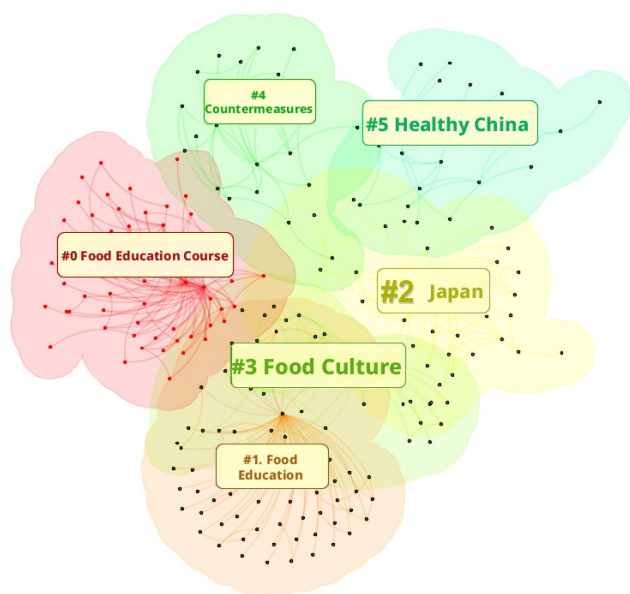 #4
Countermeasures
#5 Healthy China
#0 Food Education Course
#2 Japan
#3 Food Culture
#1. Food
Education